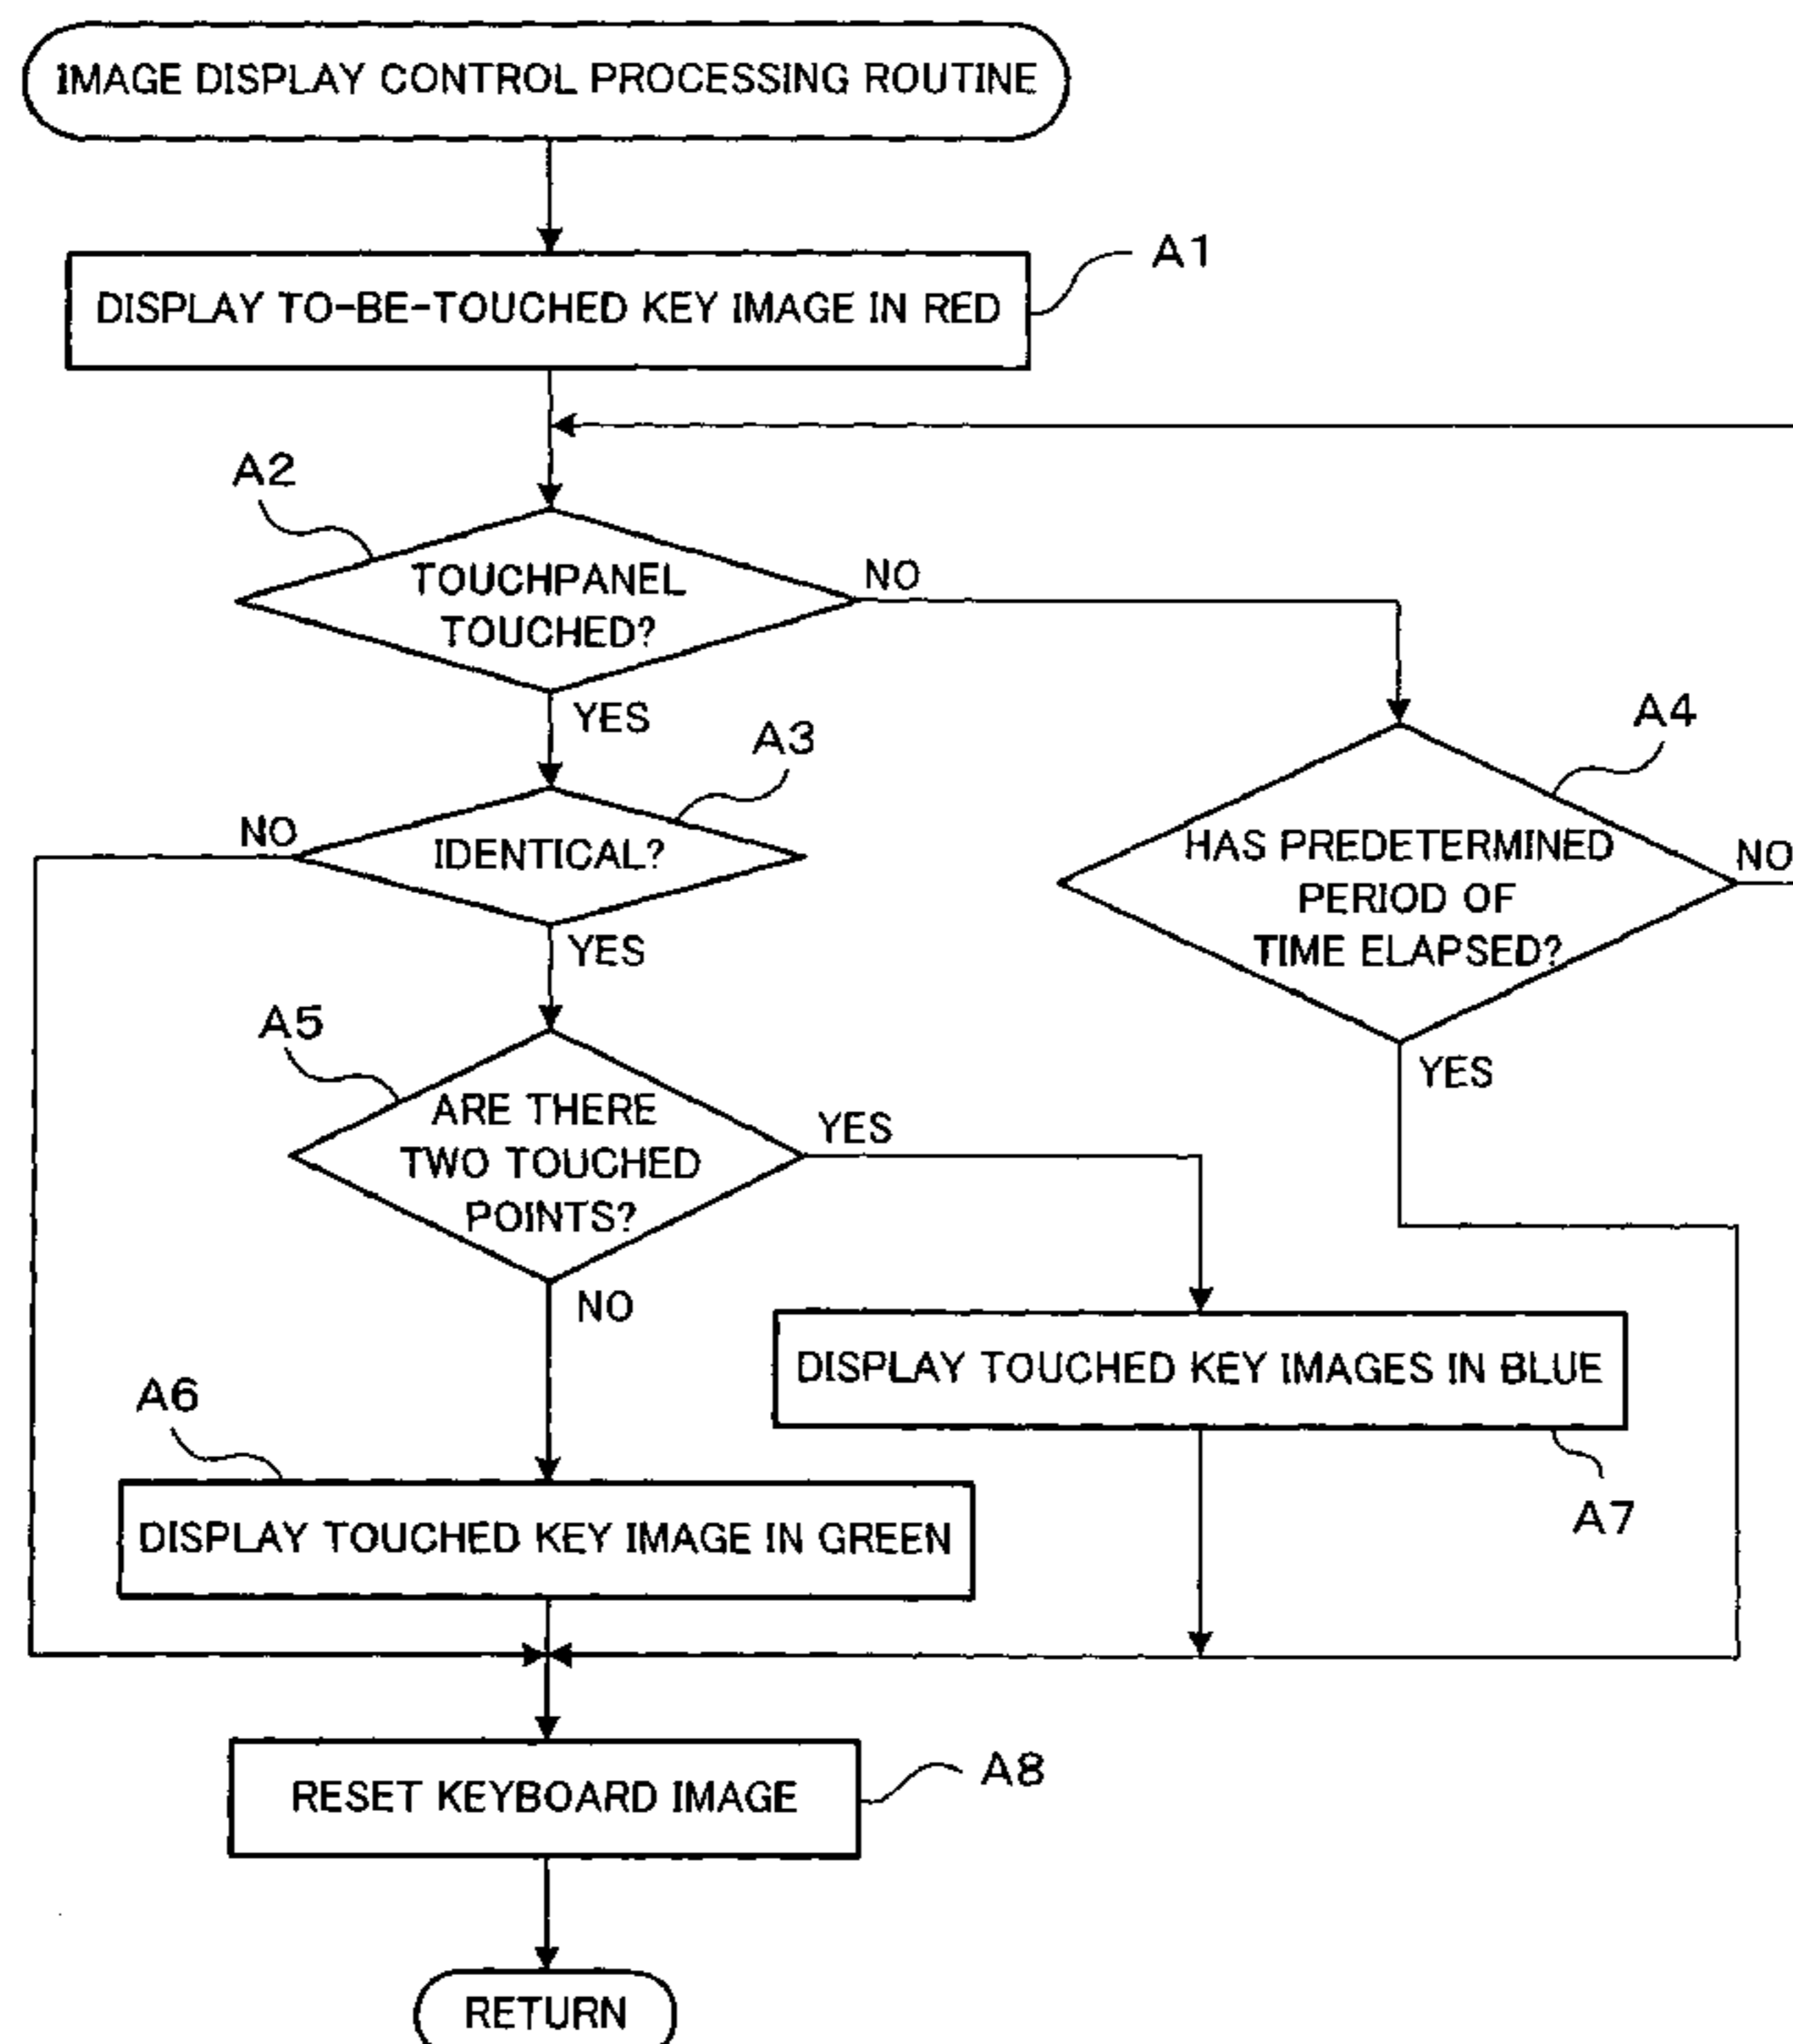 IMAGE DISPLAY CONTROL PROCESSING ROUTINE
A1
DISPLAY TO-BE-TOUCHED KEY IMAGE IN RED
A2
TOUCHPANEL
TOUCHED?
NO
YES
A3
A4
NO
IDENTICAL?
YES
HAS PREDETERMINED
PERIOD OF
TIME ELAPSED?
NO
YES
A5
ARE THERE
TWO TOUCHED
POINTS?
YES
NO
DISPLAY TOUCHED KEY IMAGES IN BLUE
A7
A6
DISPLAY TOUCHED KEY IMAGE IN GREEN
RESET KEYBOARD IMAGE
A8
RETURN